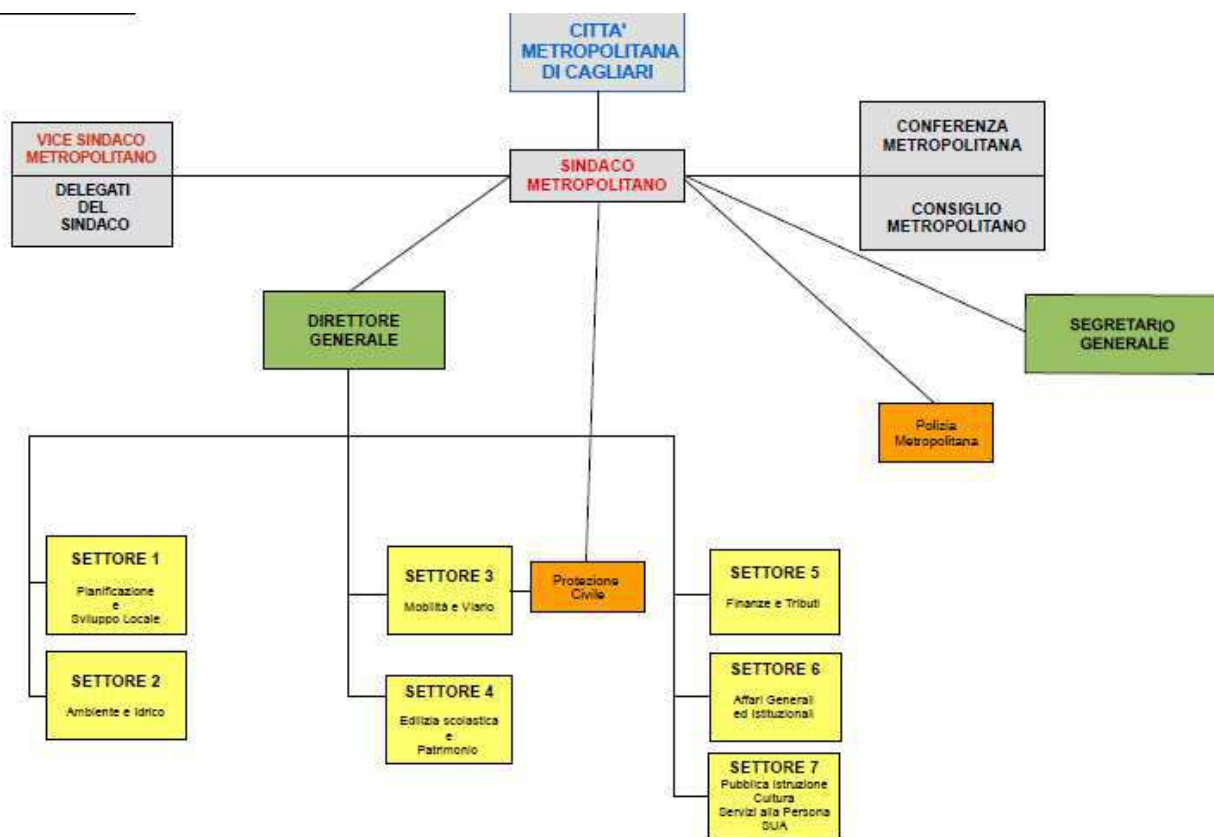 CITTA'
METROPOLITANA
DI CAGLIARI
VICE SINDACO
METROPOLITANO
DELEGATI
DEL
SINDACO
SINDACO
METROPOLITANO
CONFERENZA
METROPOLITANA
CONSIGLIO
METROPOLITANO
DIRETTORE
GENERALE
SEGRETARIO
GENERALE
Polizia
Metropolitana
SETTORE 1
Pianificazione
e
Sviluppo Locale
SETTORE 2
Ambiente e Idrico
SETTORE 3
Mobilità e Viario
Protezione
Civile
SETTORE 4
Edilizia scolastica
e
Patrimonio
SETTORE 5
Finanze e Tributi
SETTORE 6
Affari Generali
ed Istituzionali
SETTORE 7
Pubblica Istruzione
Cultura
Servizi alla Persona
SUA